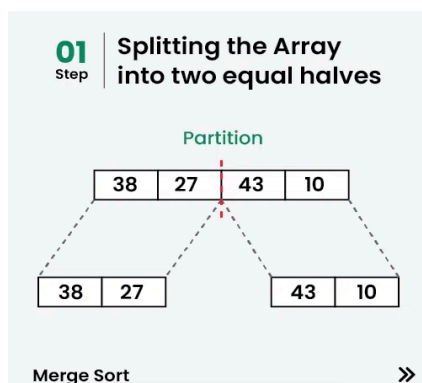 01
Step
Splitting the Array
into two equal halves
Partition
38 27 43 10
38 27
43 10
Merge Sort